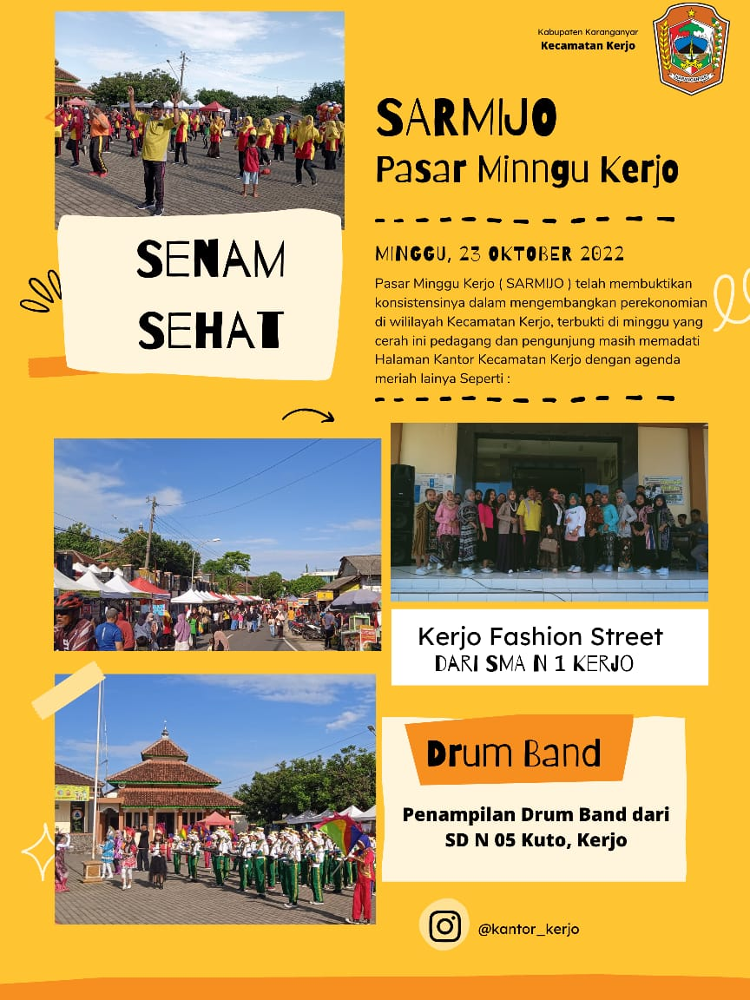 Kabupaten Karanganyar
Kecamatan Kerjo
KARANGANYAR
SARMIJO
Pasar Minngu Kerjo
SENAM
SEHAT
MINGGU, 23 OKTOBER 2022
Pasar Minggu Kerjo ( SARMIJO ) telah membuktikan
konsistensinya dalam mengembangkan perekonomian
di wililayah Kecamatan Kerjo, terbukti di minggu yang
cerah ini pedagang dan pengunjung masih memadati
Halaman Kantor Kecamatan Kerjo dengan agenda
meriah lainya Seperti :
Kerjo Fashion Street
DARI SMA N 1 KERJO
Drum Band
Penampilan Drum Band dari
SD N 05 Kuto, Kerjo
@kantor_kerjo